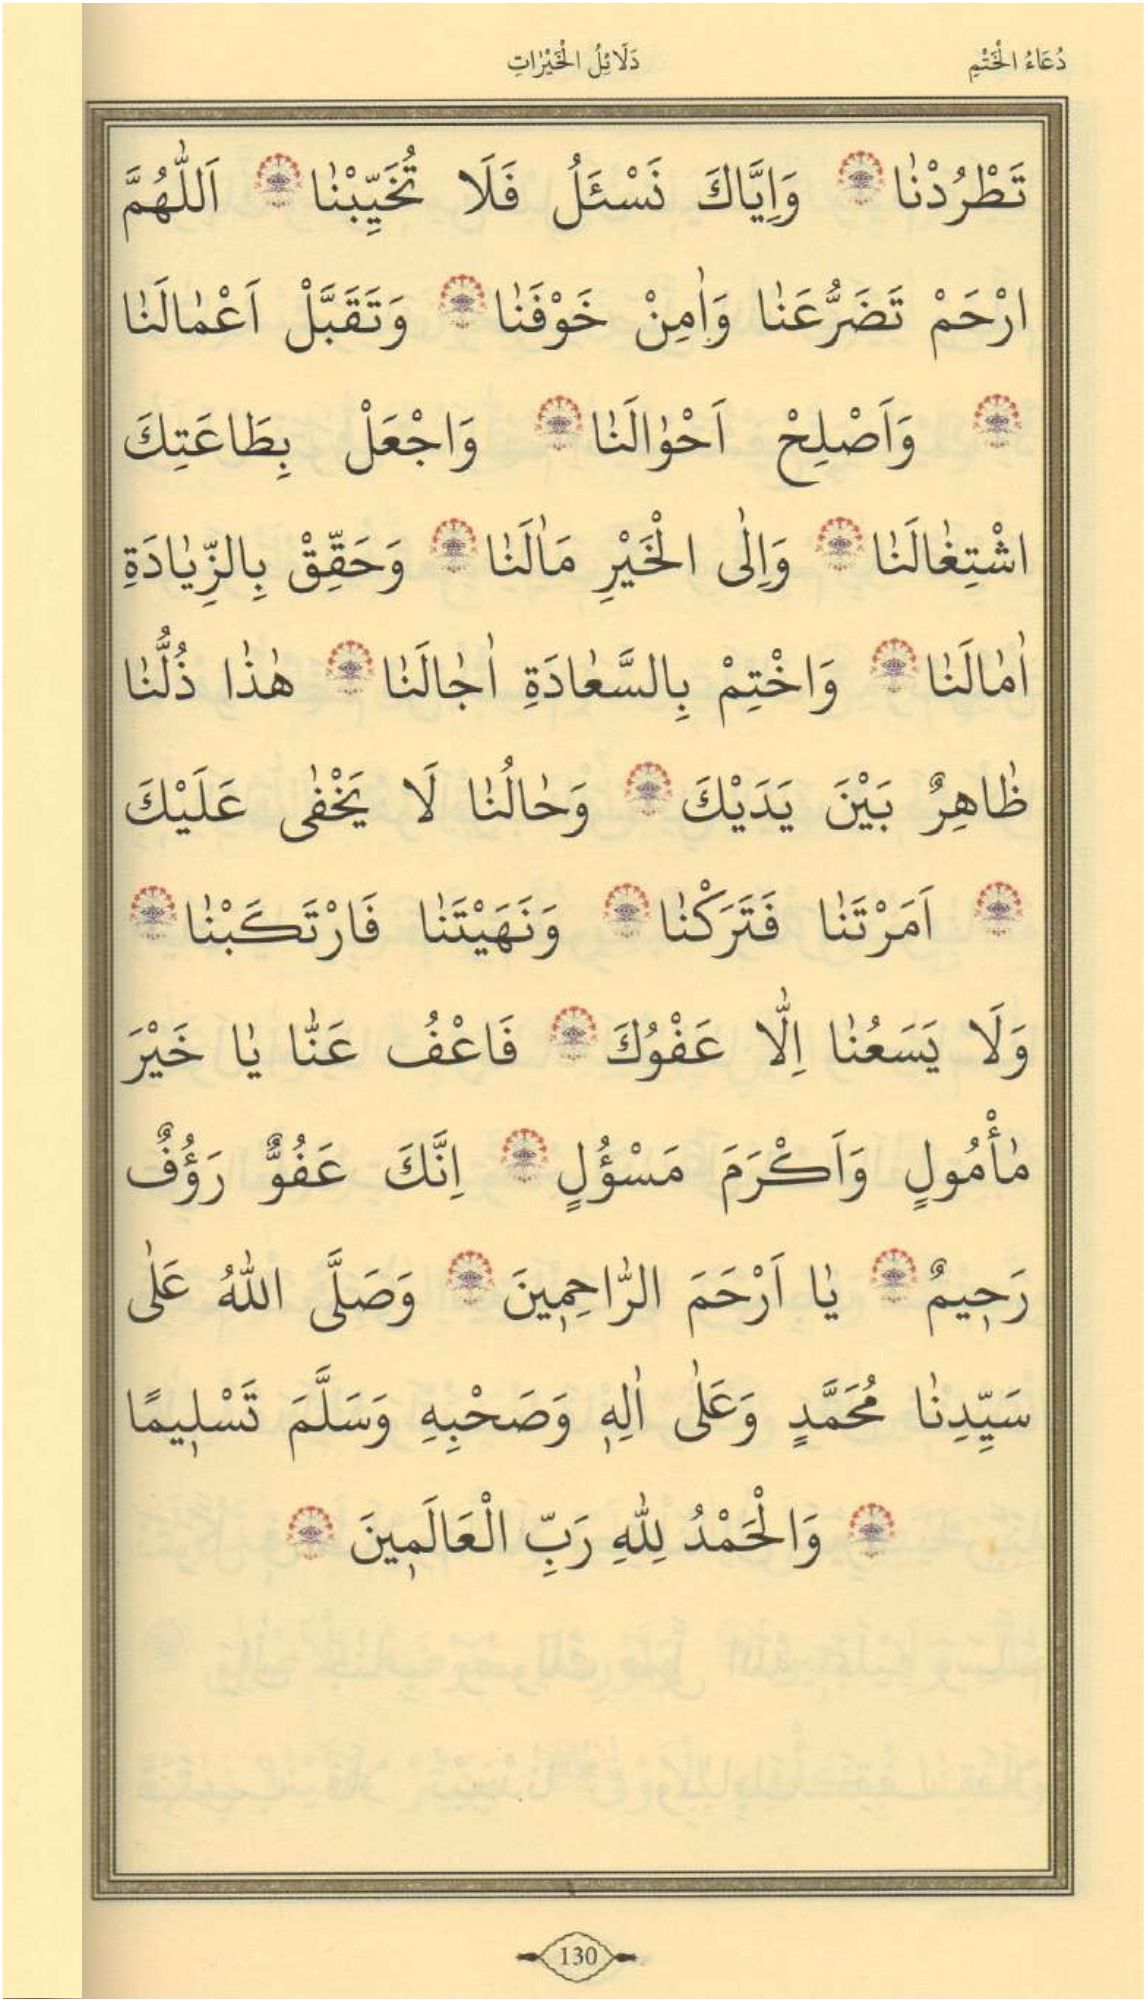 دُعَاءُ الْخَتْمِ
دَلَائِلُ الْخَيْرَاتِ
تَطْرُدْنٰا وَاِيَّاكَ نَسْئَلُ فَلَا تُخَيِّبْنٰا اَللّٰهُمَّ
ارْحَمْ تَضَرُّعَنٰا وَاٰمِنْ خَوْفَنٰا وَتَقَبَّلْ اَعْمٰالَنٰا
وَاَصْلِحْ اَحْوٰالَنٰا وَاجْعَلْ بِطَاعَتِكَ
اشْتِغٰالَنٰا وَاِلٰى الْخَيْرِ مَاٰلَنٰا وَحَقِّقْ بِالزِّيٰادَةِ
اٰمٰالَنٰا وَاخْتِمْ بِالسَّعٰادَةِ اٰجٰالَنٰا هٰذٰا ذُلُّنٰا
ظٰاهِرٌ بَيْنَ يَدَيْكَ وَحٰالُنٰا لَا يَخْفٰى عَلَيْكَ
اَمَرْتَنٰا فَتَرَكْنٰا وَنَهَيْتَنٰا فَارْتَكَبْنٰا
وَلَا يَسَعُنٰا اِلَّا عَفْوُكَ فَاعْفُ عَنّٰا يٰا خَيْرَ
مٰأْمُولٍ وَاَكْرَمَ مَسْؤُلٍ اِنَّكَ عَفُوٌّ رَؤُفٌ
رَحٖيمٌ يٰا اَرْحَمَ الرّٰاحِمٖينَ وَصَلَّى اللّٰهُ عَلٰى
سَيِّدِنٰا مُحَمَّدٍ وَعَلٰى اٰلِهٖ وَصَحْبِهِ وَسَلَّمَ تَسْلٖيمًا
وَالْحَمْدُ لِلّٰهِ رَبِّ الْعَالَمٖينَ
130